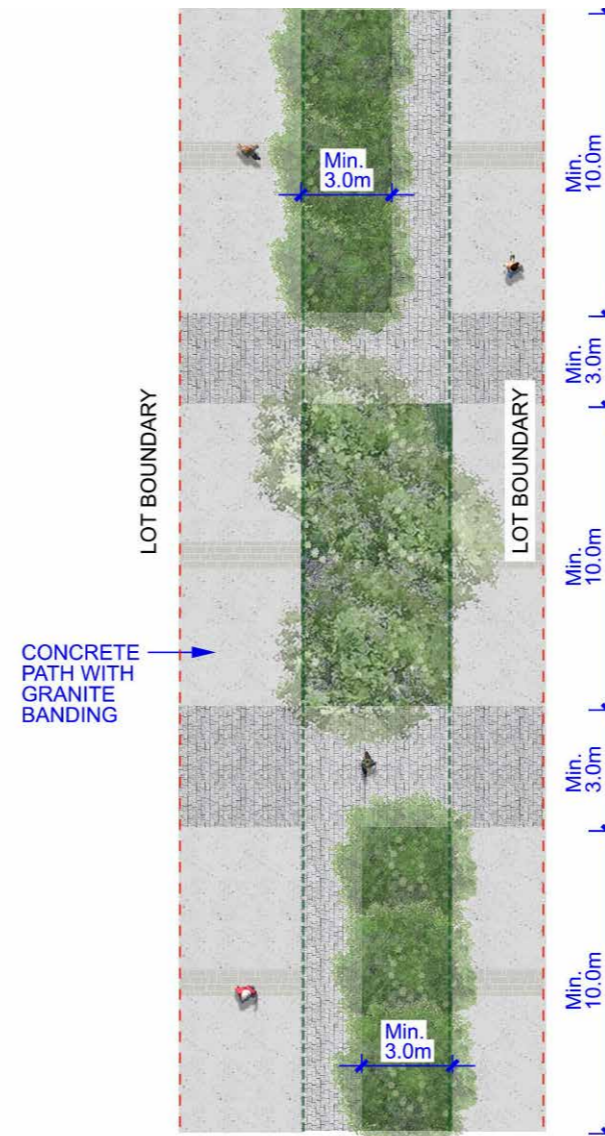 Min.
3.0m
Min.
10.0m
Min.
3.0m
LOT BOUNDARY
LOT BOUNDARY
Min.
10.0m
CONCRETE
PATH WITH
GRANITE
BANDING
Min.
3.0m
Min.
10.0m
Min.
3.0m